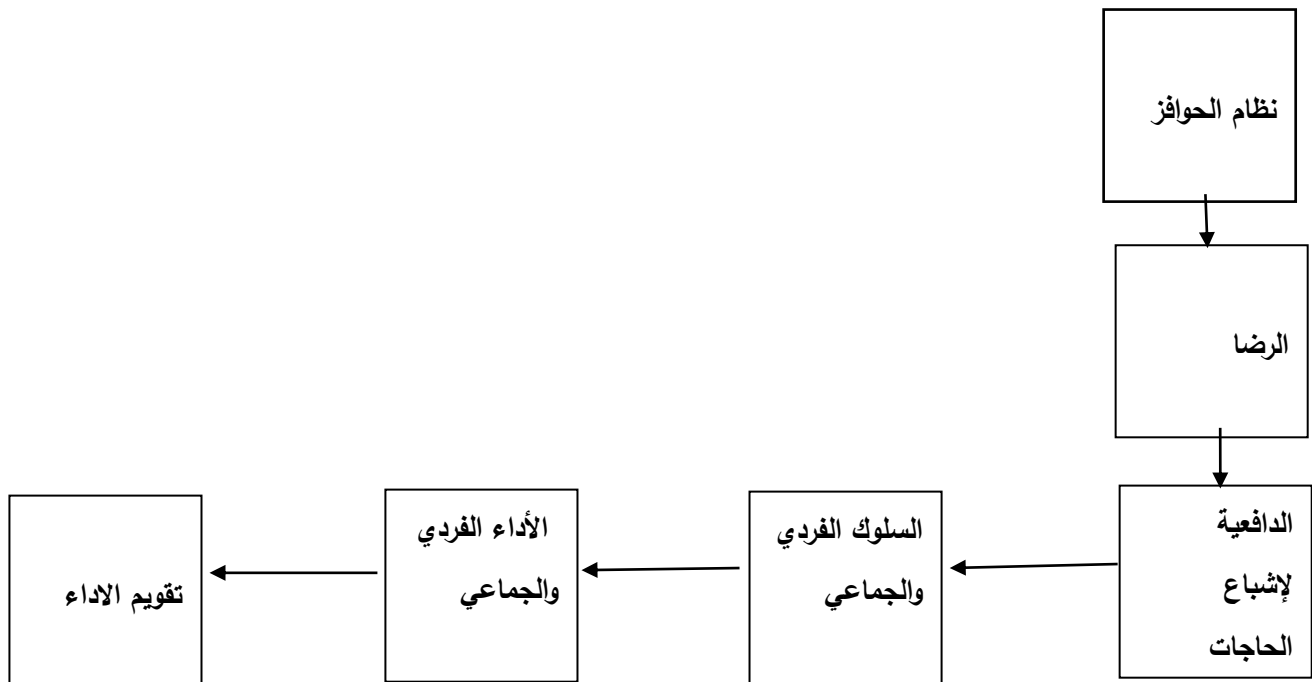 نظام الحوافز
الرضا
الدافعية
لإشباع
الحاجات
السلوك الفردي
والجماعي
الأداء الفردي
والجماعي
تقويم الاداء